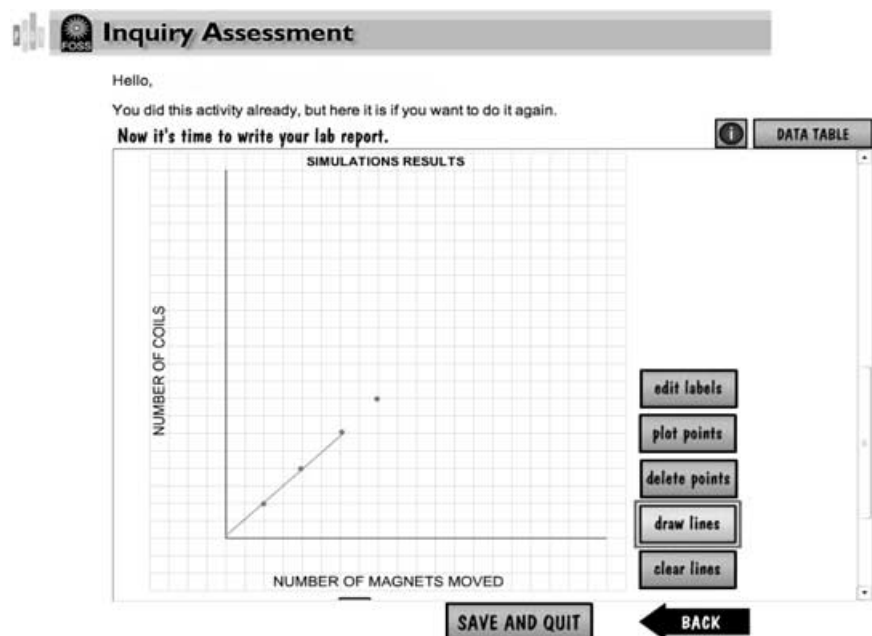 FOSS
Inquiry Assessment
Hello,
You did this activity already, but here it is if you want to do it again.
Now it's time to write your lab report.
i
DATA TABLE
SIMULATIONS RESULTS
NUMBER OF COILS
edit labels
plot points
delete points
draw lines
clear lines
NUMBER OF MAGNETS MOVED
SAVE AND QUIT
BACK